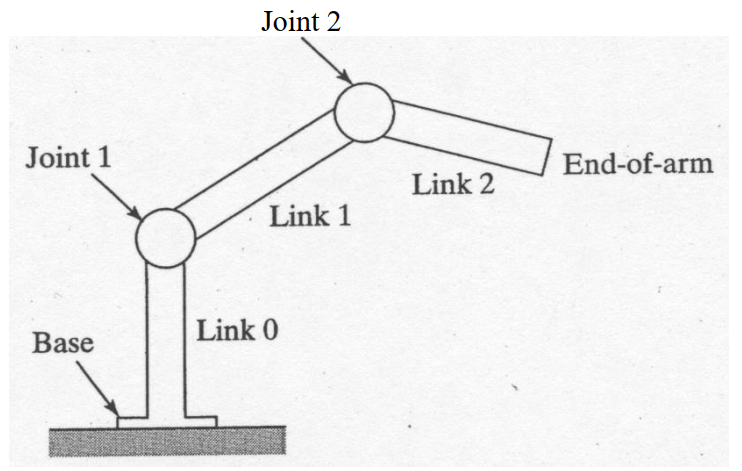 Joint 2
Joint 1
End-of-arm
Link 2
Link 1
Link 0
Base